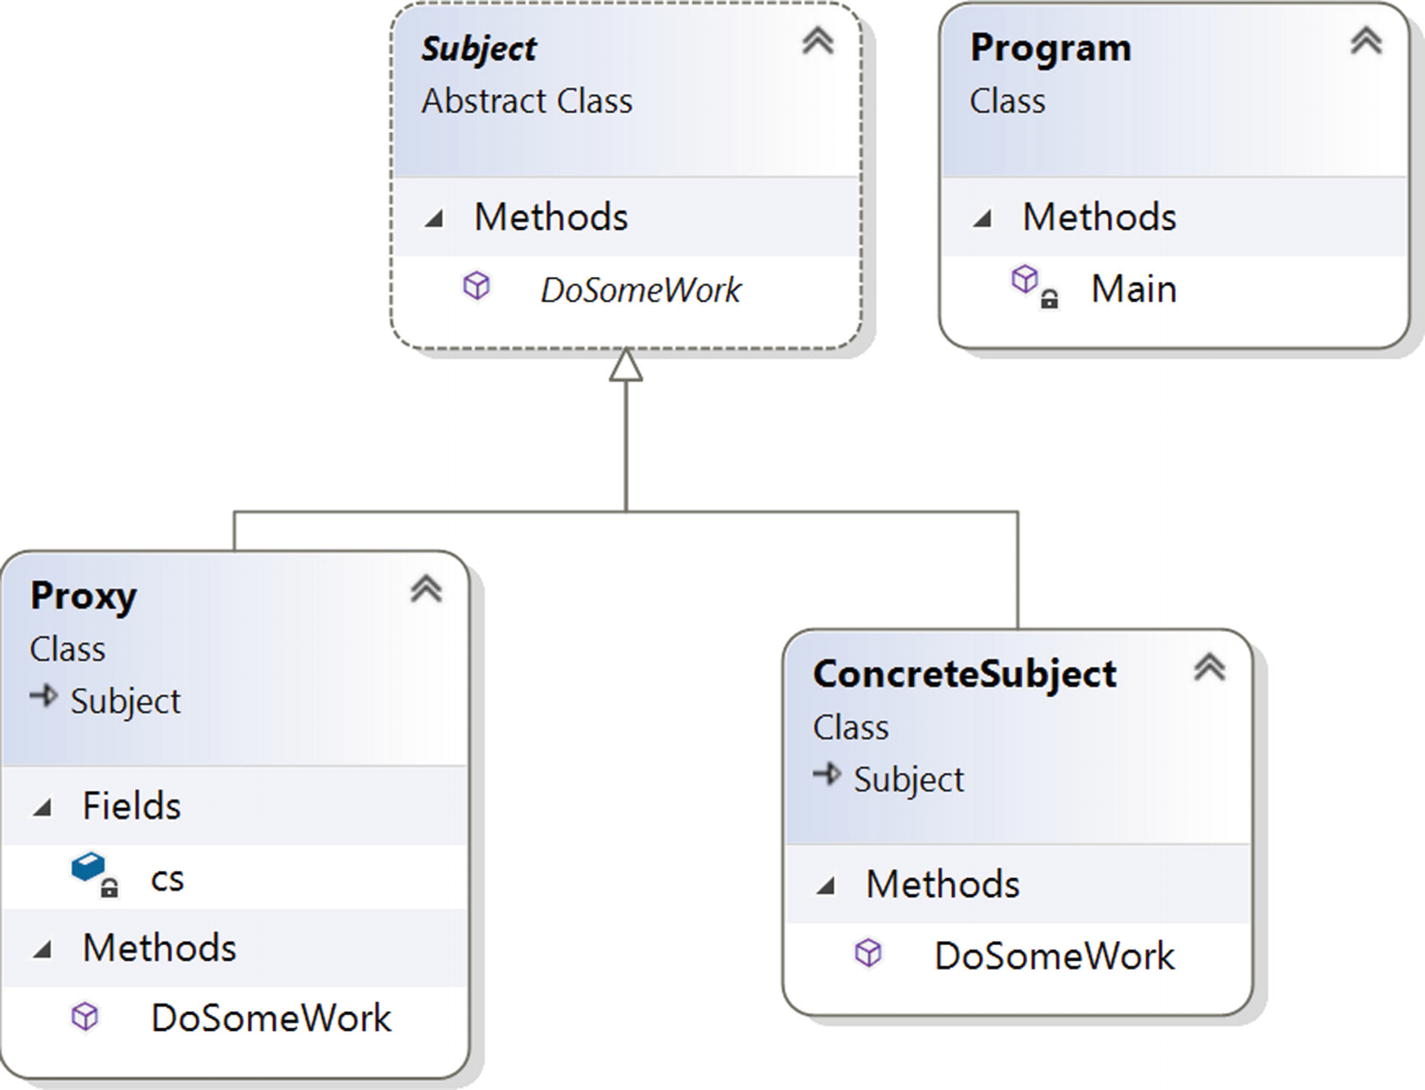 Subject
Abstract Class
Methods
DoSomeWork
Program
Class
Methods
Main
Proxy
Class
Subject
Fields
cs
Methods
DoSomeWork
ConcreteSubject
Class
Subject
Methods
DoSomeWork